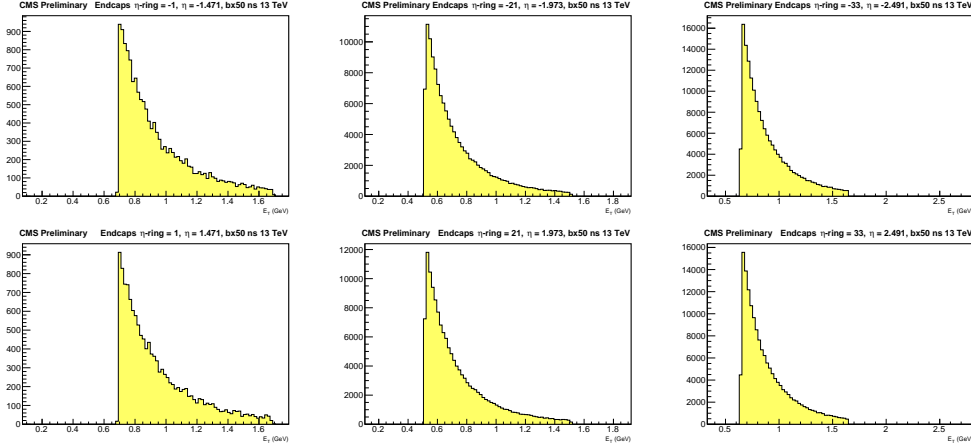 CMS Preliminary Endcaps η-ring = -1, η = -1.471, bx50 ns 13 TeV
900
800
700
600
500
400
300
200
100
0
0.2 0.4 0.6 0.8 1.0 1.2 1.4 1.6
E_T (GeV)
CMS Preliminary Endcaps η-ring = -21, η = -1.973, bx50 ns 13 TeV
10000
8000
6000
4000
2000
0
0.2 0.4 0.6 0.8 1.0 1.2 1.4 1.6 1.8
E_T (GeV)
CMS Preliminary Endcaps η-ring = -33, η = -2.491, bx50 ns 13 TeV
16000
14000
12000
10000
8000
6000
4000
2000
0
0.5 1 1.5 2 2.5
E_T (GeV)
CMS Preliminary Endcaps η-ring = 1, η = 1.471, bx50 ns 13 TeV
900
800
700
600
500
400
300
200
100
0
0.2 0.4 0.6 0.8 1 1.2 1.4 1.6
E_T (GeV)
CMS Preliminary Endcaps η-ring = 21, η = 1.973, bx50 ns 13 TeV
12000
10000
8000
6000
4000
2000
0
0.2 0.4 0.6 0.8 1.0 1.2 1.4 1.6 1.8
E_T (GeV)
CMS Preliminary Endcaps η-ring = 33, η = 2.491, bx50 ns 13 TeV
16000
14000
12000
10000
8000
6000
4000
2000
0
0.5 1 1.5 2 2.5
E_T (GeV)